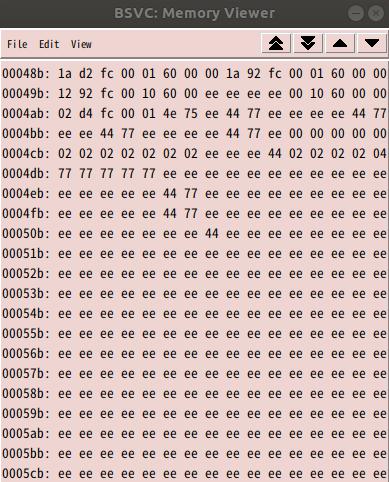 BSVC: Memory Viewer
File Edit View
00048b: 1a d2 fc 00 01 60 00 00 1a 92 fc 00 01 60 00 00
00049b: 12 92 fc 00 10 60 00 ee ee ee ee 00 10 60 00 00
0004ab: 02 d4 fc 00 01 4e 75 ee 44 77 ee ee ee ee 44 77
0004bb: ee ee 44 77 ee ee ee ee 44 77 ee 00 00 00 00 00
0004cb: 02 02 02 02 02 02 02 ee ee ee 44 02 02 02 02 04
0004db: 77 77 77 77 77 ee ee ee ee ee ee ee ee ee ee ee
0004eb: ee ee ee ee ee 44 77 ee ee ee ee ee ee ee ee ee
0004fb: ee ee ee ee ee 44 77 ee ee ee ee ee ee ee ee ee
00050b: ee ee ee ee ee ee ee 44 ee ee ee ee ee ee ee ee
00051b: ee ee ee ee ee ee ee ee ee ee ee ee ee ee ee ee
00052b: ee ee ee ee ee ee ee ee ee ee ee ee ee ee ee ee
00053b: ee ee ee ee ee ee ee ee ee ee ee ee ee ee ee ee
00054b: ee ee ee ee ee ee ee ee ee ee ee ee ee ee ee ee
00055b: ee ee ee ee ee ee ee ee ee ee ee ee ee ee ee ee
00056b: ee ee ee ee ee ee ee ee ee ee ee ee ee ee ee ee
00057b: ee ee ee ee ee ee ee ee ee ee ee ee ee ee ee ee
00058b: ee ee ee ee ee ee ee ee ee ee ee ee ee ee ee ee
00059b: ee ee ee ee ee ee ee ee ee ee ee ee ee ee ee ee
0005ab: ee ee ee ee ee ee ee ee ee ee ee ee ee ee ee ee
0005bb: ee ee ee ee ee ee ee ee ee ee ee ee ee ee ee ee
0005cb: ee ee ee ee ee ee ee ee ee ee ee ee ee ee ee ee